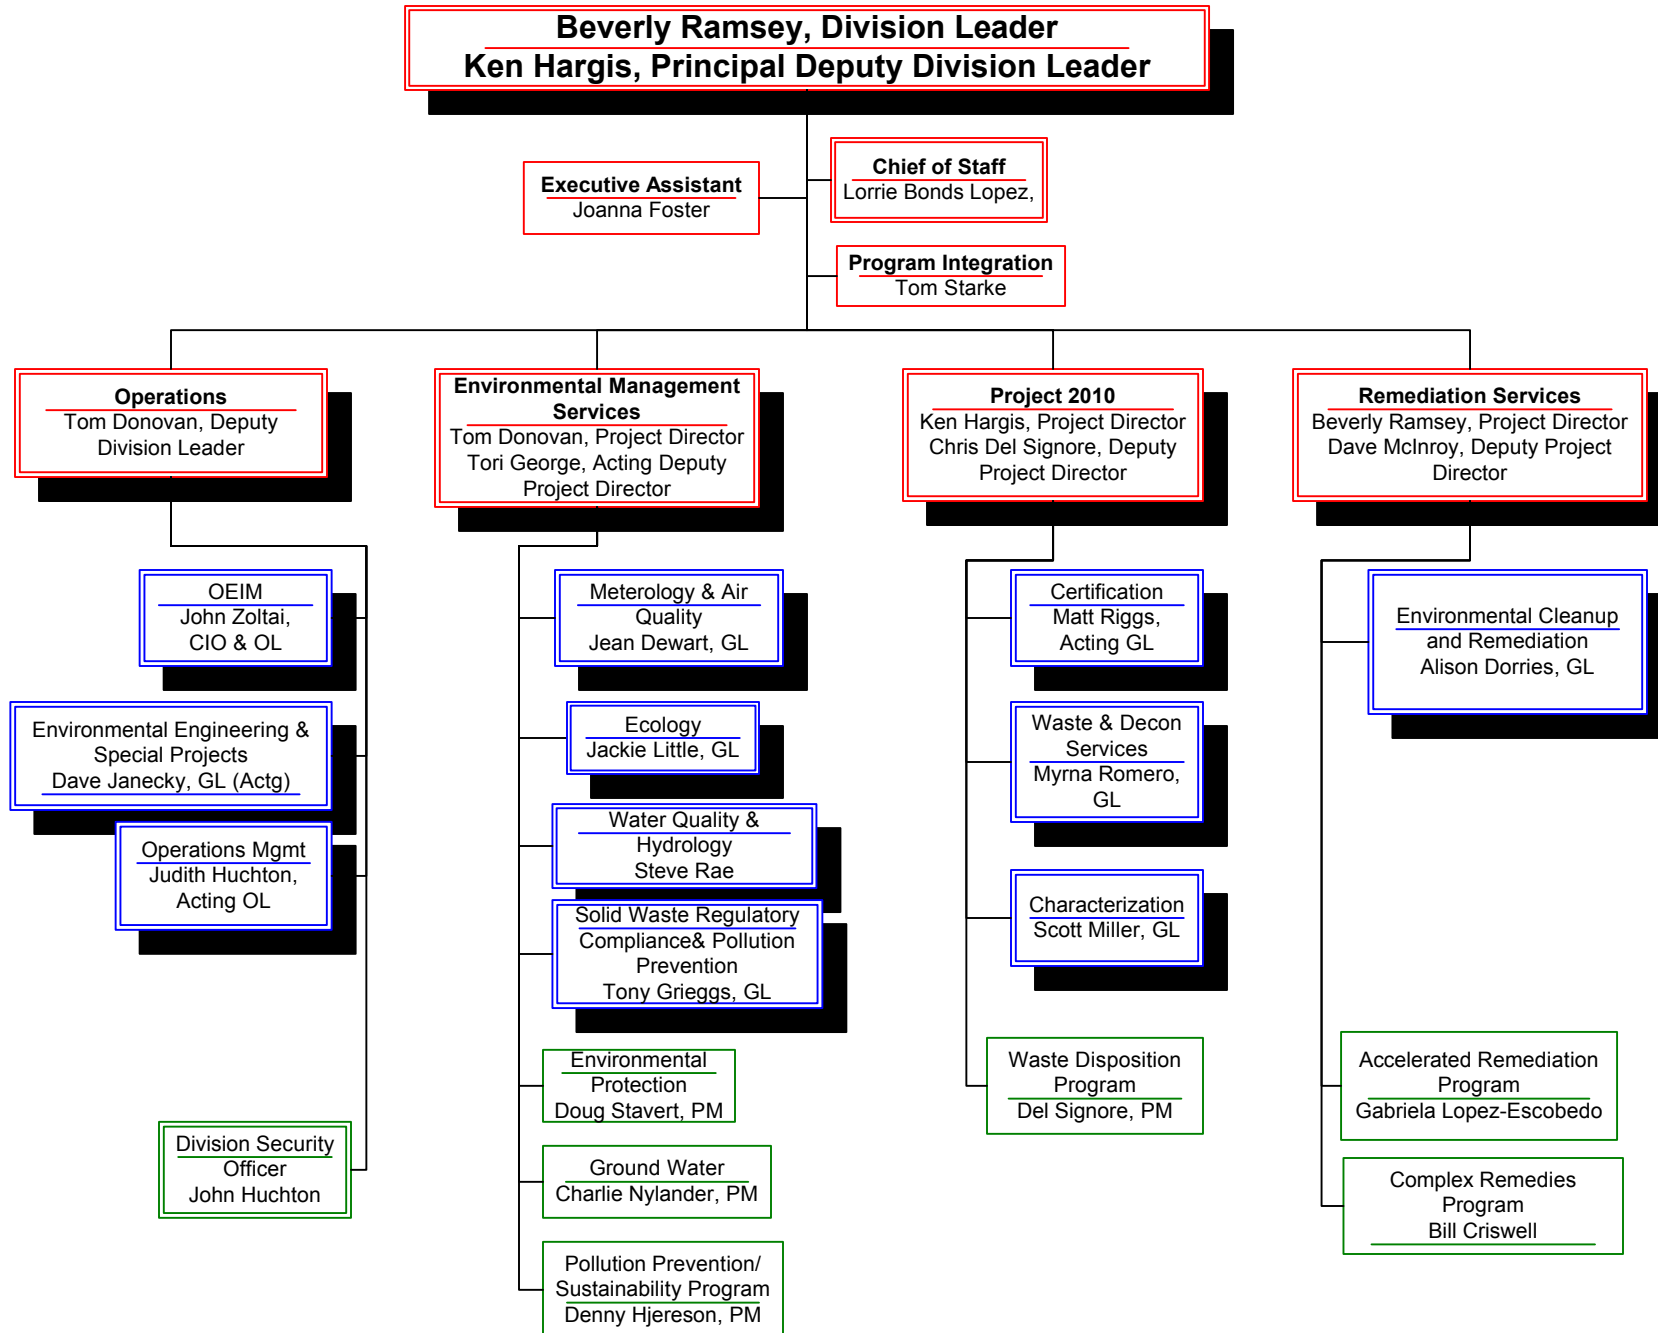 Beverly Ramsey, Division Leader
Ken Hargis, Principal Deputy Division Leader
Executive Assistant
Joanna Foster
Chief of Staff
Lorrie Bonds Lopez,
Program Integration
Tom Starke
Operations
Tom Donovan, Deputy
Division Leader
OEIM
John Zoltai,
CIO & OL
Environmental Engineering &
Special Projects
Dave Janecky, GL (Actg)
Operations Mgmt
Judith Huchton,
Acting OL
Division Security
Officer
John Huchton
Environmental Management
Services
Tom Donovan, Project Director
Tori George, Acting Deputy
Project Director
Meterology & Air
Quality
Jean Dewart, GL
Ecology
Jackie Little, GL
Water Quality &
Hydrology
Steve Rae
Solid Waste Regulatory
Compliance& Pollution
Prevention
Tony Grieggs, GL
Environmental
Protection
Doug Stavert, PM
Ground Water
Charlie Nylander, PM
Pollution Prevention/
Sustainability Program
Denny Hjereson, PM
Project 2010
Ken Hargis, Project Director
Chris Del Signore, Deputy
Project Director
Certification
Matt Riggs,
Acting GL
Waste & Decon
Services
Myrna Romero,
GL
Characterization
Scott Miller, GL
Waste Disposition
Program
Del Signore, PM
Remediation Services
Beverly Ramsey, Project Director
Dave McInroy, Deputy Project
Director
Environmental Cleanup
and Remediation
Alison Dorries, GL
Accelerated Remediation
Program
Gabriela Lopez-Escobedo
Complex Remedies
Program
Bill Criswell